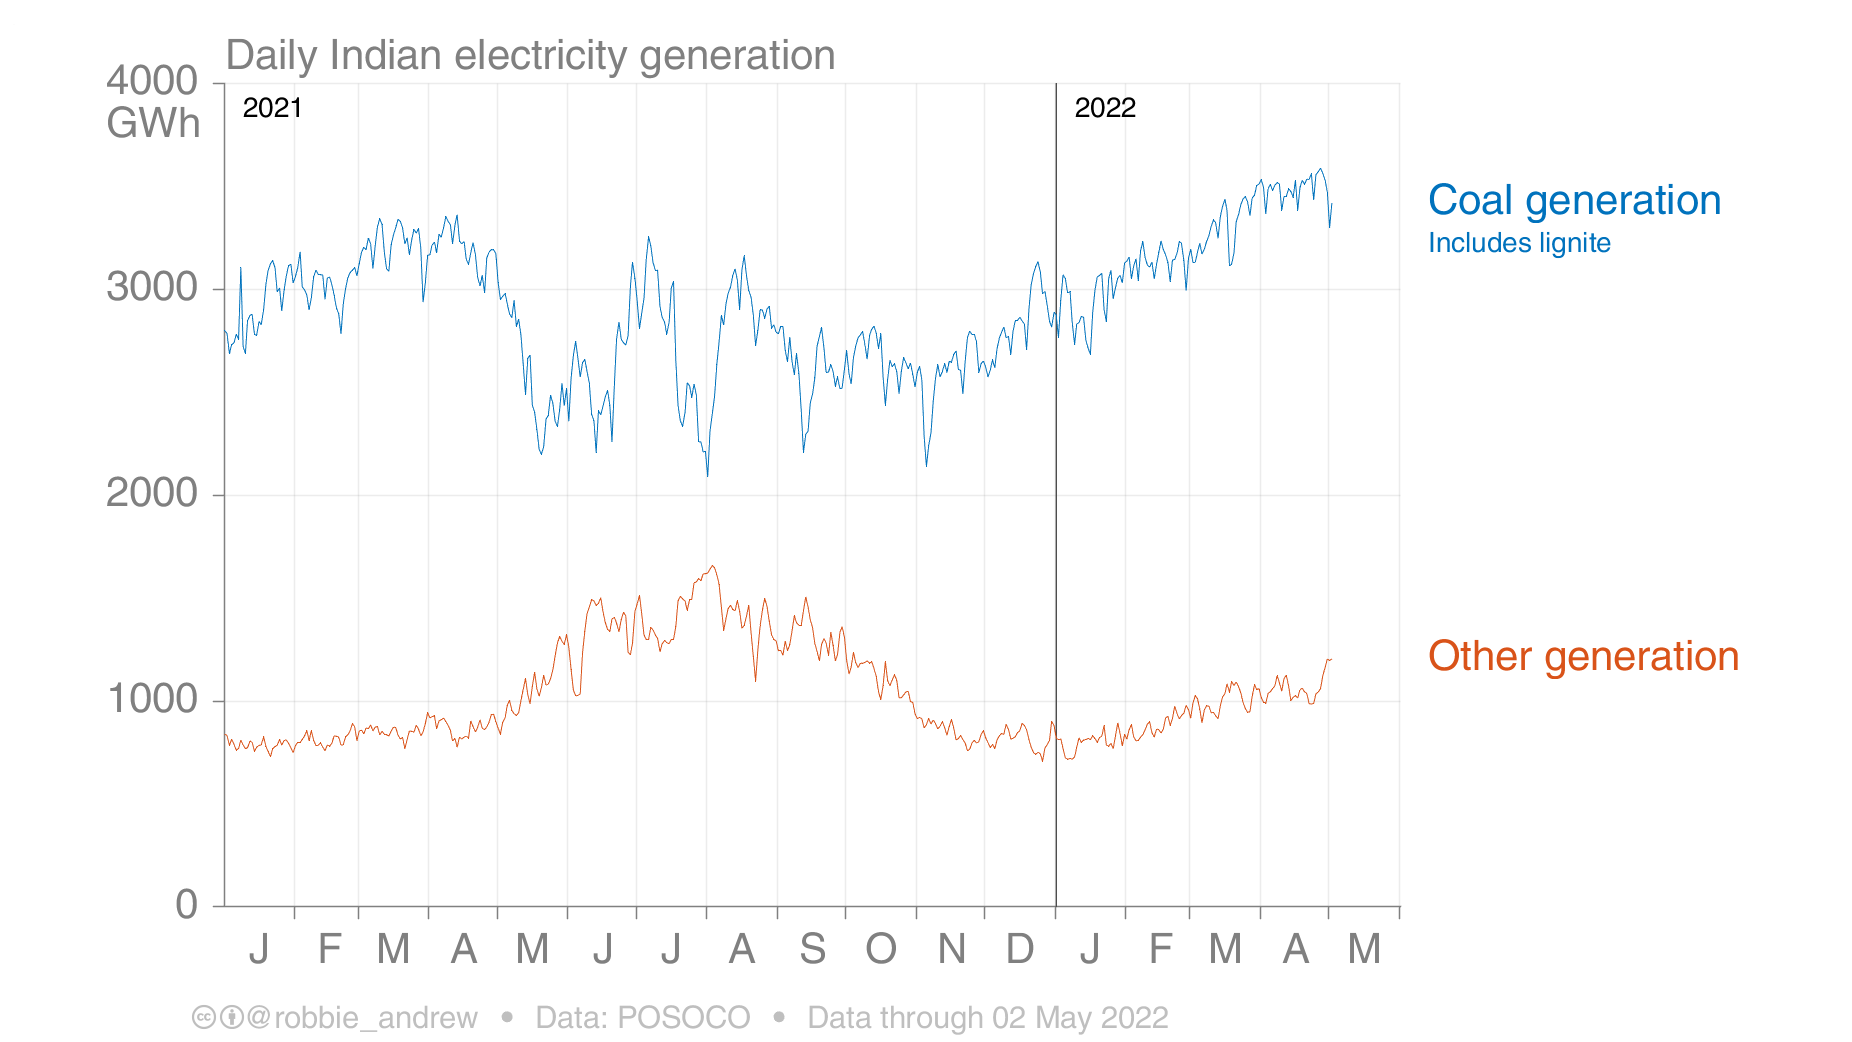 Daily Indian electricity generation
4000
GWh
2021
2022
3000
2000
1000
0
Coal generation
Includes lignite
Other generation
J F M A M J J A S O N D J F M A M
cc @robbie_andrew • Data: POSOCO • Data through 02 May 2022